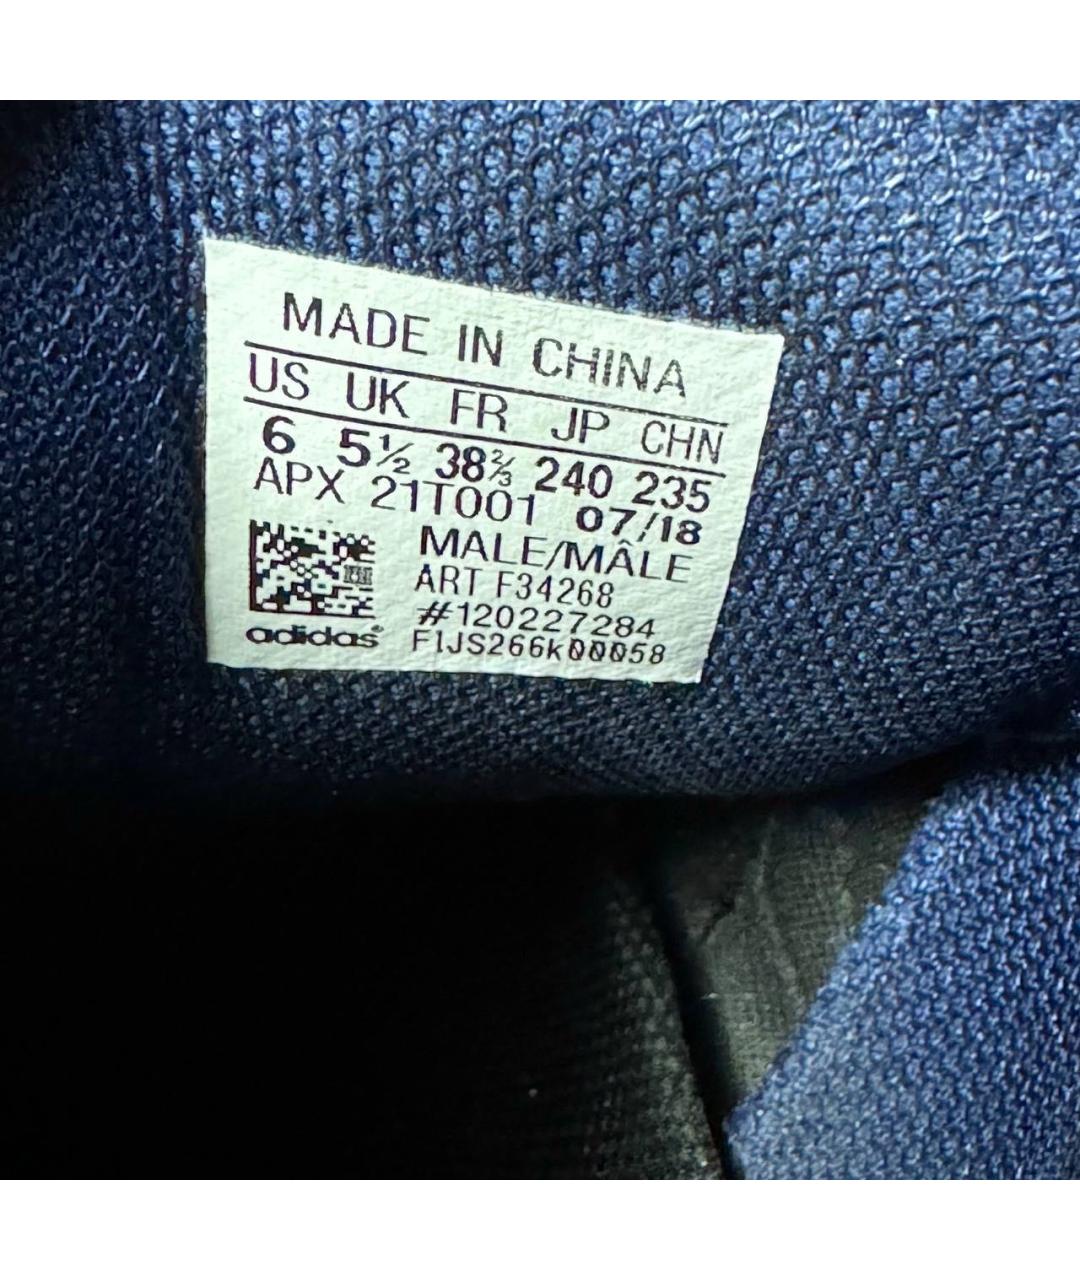 MADE IN CHINA
US UK FR JP CHN
6 5½ 38⅔ 240 235
APX 21T001 07/18
MALE/MÂLE
ART F34268
#120227284
adidas® F1JS266K00058